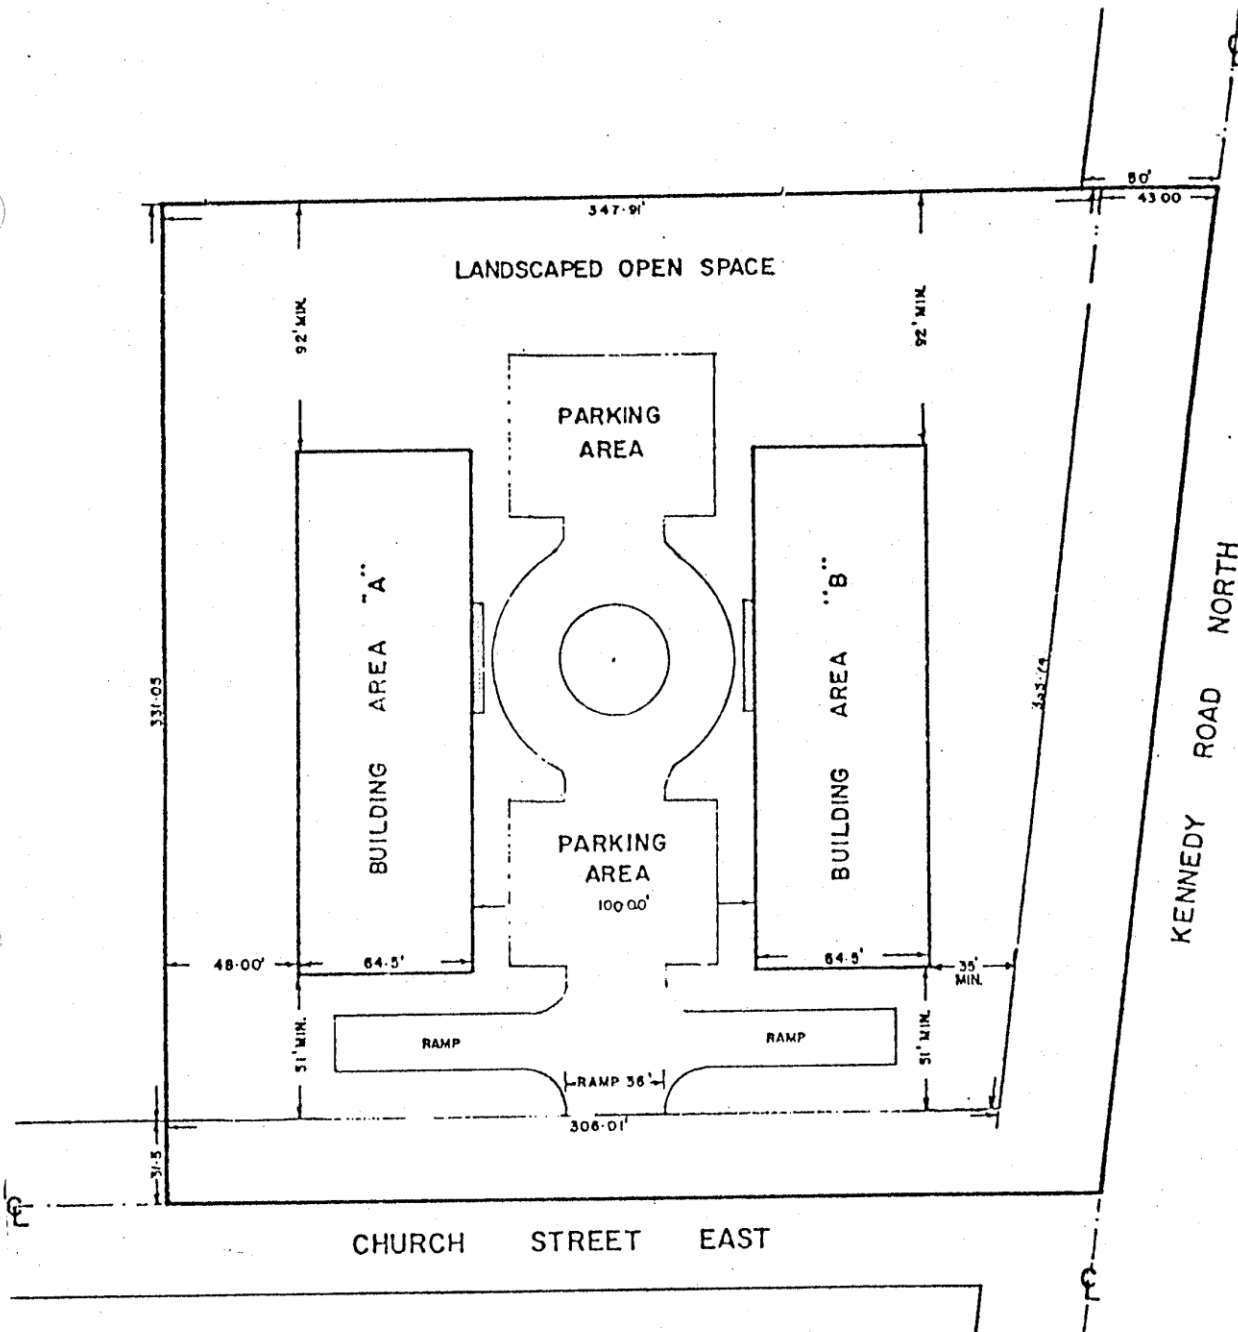 50'
347.91'
43.00
LANDSCAPED OPEN SPACE
92' MIN.
92' MIN.
PARKING
AREA
BUILDING AREA "A"
BUILDING AREA "B"
KENNEDY ROAD NORTH
331.05
PARKING
AREA
100.00'
48.00'
64.5'
64.5'
35'
MIN.
51' MIN.
51' MIN.
RAMP
RAMP
RAMP 36'
306.01'
31.5
CHURCH STREET EAST